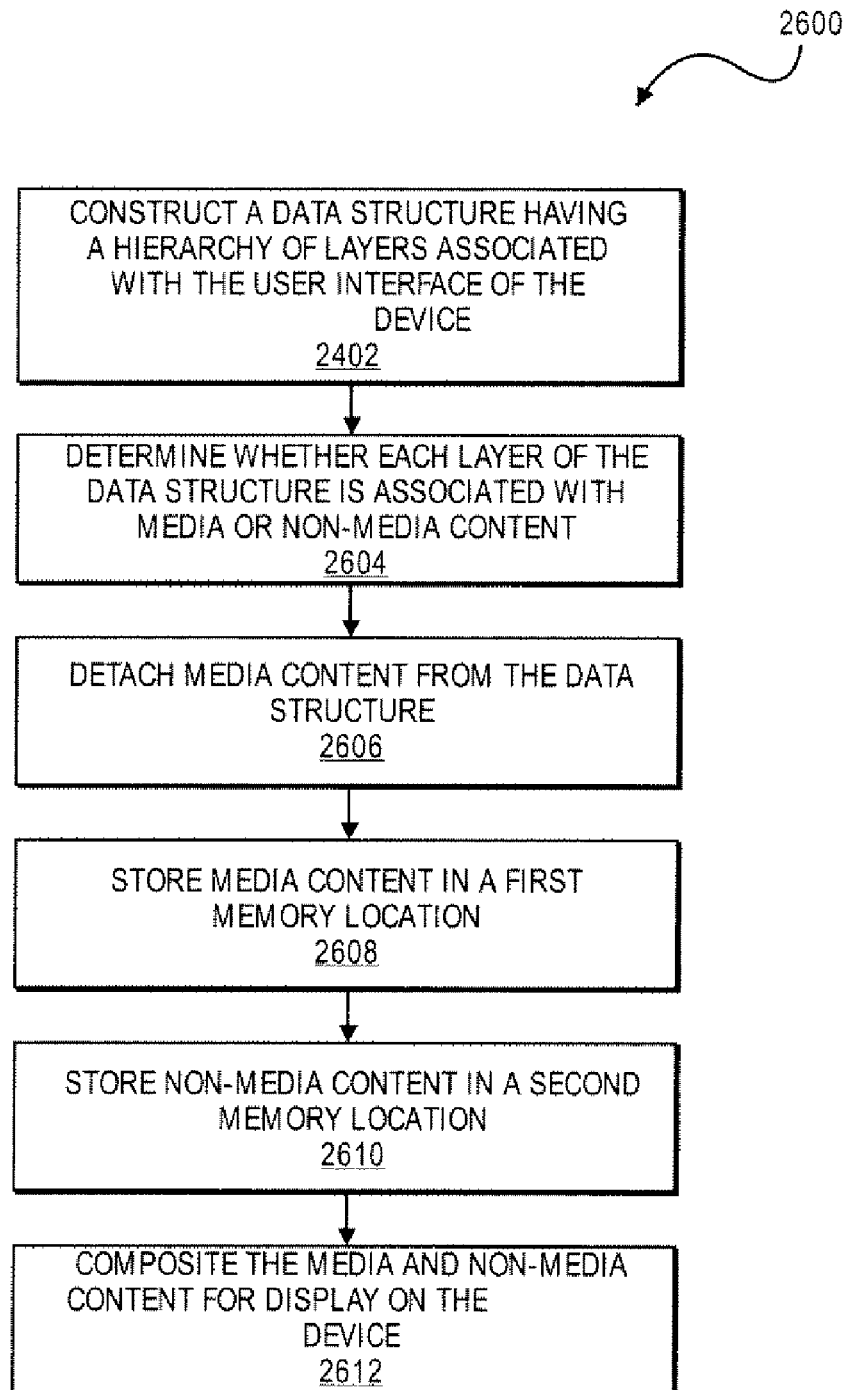 2600
CONSTRUCT A DATA STRUCTURE HAVING
A HIERARCHY OF LAYERS ASSOCIATED
WITH THE USER INTERFACE OF THE
DEVICE
2402
DETERMINE WHETHER EACH LAYER OF THE
DATA STRUCTURE IS ASSOCIATED WITH
MEDIA OR NON-MEDIA CONTENT
2604
DETACH MEDIA CONTENT FROM THE DATA
STRUCTURE
2606
STORE MEDIA CONTENT IN A FIRST
MEMORY LOCATION
2608
STORE NON-MEDIA CONTENT IN A SECOND
MEMORY LOCATION
2610
COMPOSITE THE MEDIA AND NON-MEDIA
CONTENT FOR DISPLAY ON THE
DEVICE
2612